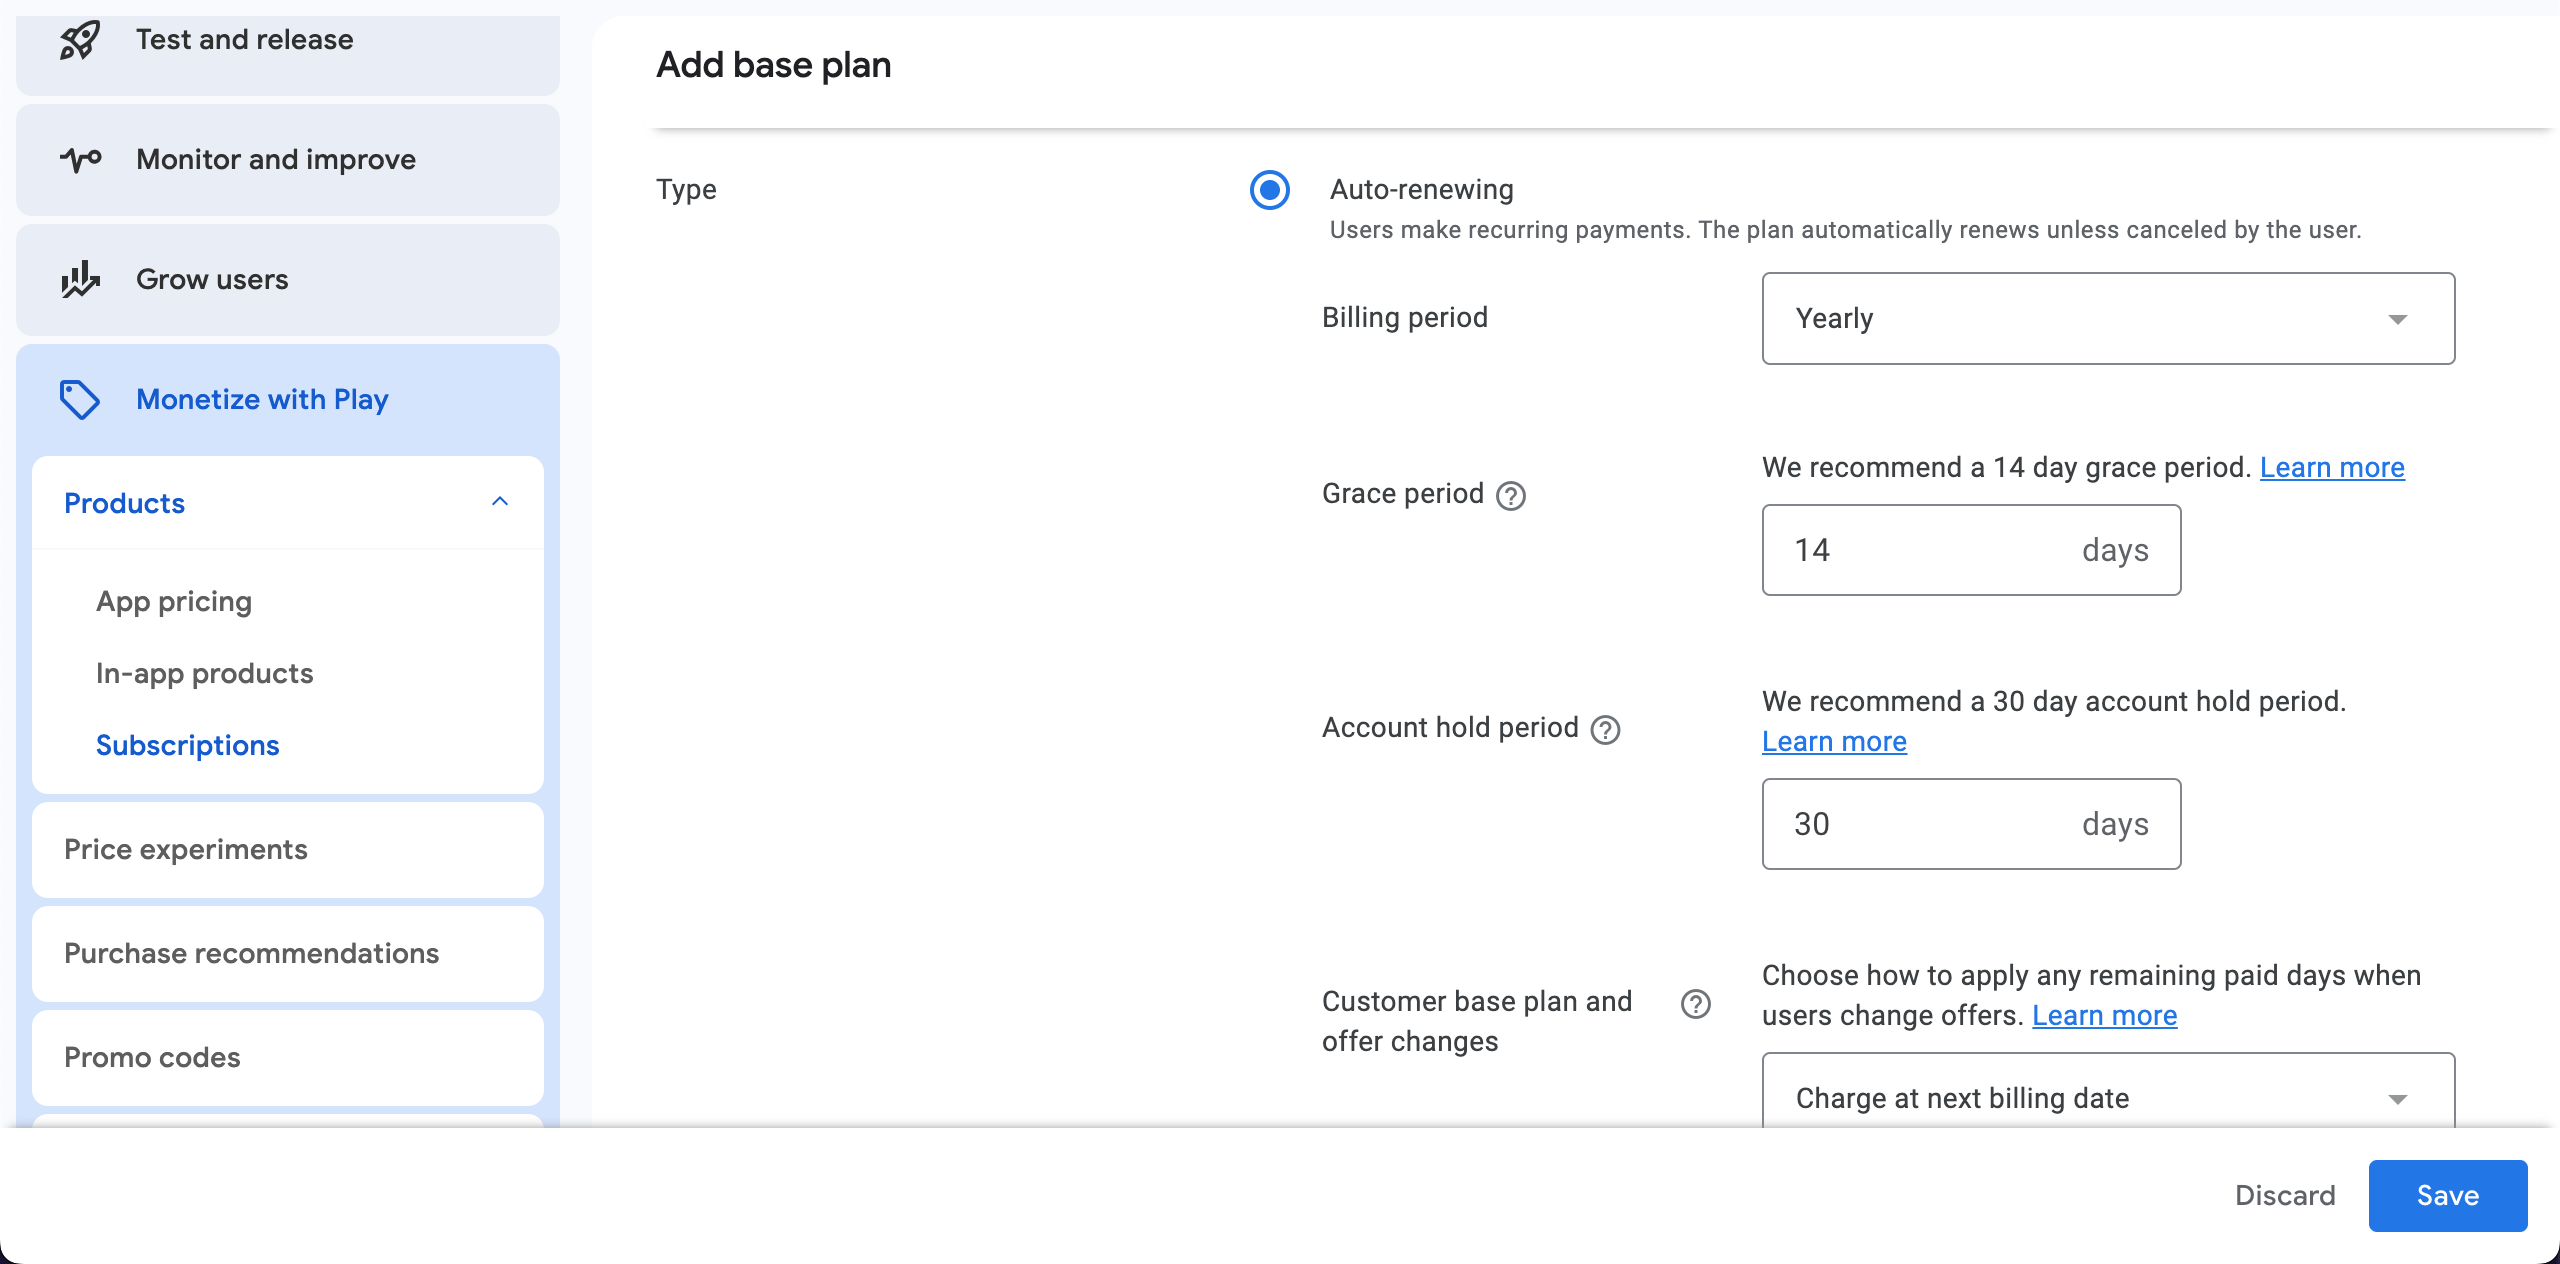 Test and release
Monitor and improve
Grow users
Monetize with Play
Products
App pricing
In-app products
Subscriptions
Price experiments
Purchase recommendations
Promo codes
Add base plan
Type
Auto-renewing
Users make recurring payments. The plan automatically renews unless canceled by the user.
Billing period
Yearly
Grace period
We recommend a 14 day grace period. Learn more
14 days
Account hold period
We recommend a 30 day account hold period.
Learn more
30 days
Customer base plan and
offer changes
Choose how to apply any remaining paid days when
users change offers. Learn more
Charge at next billing date
Discard
Save